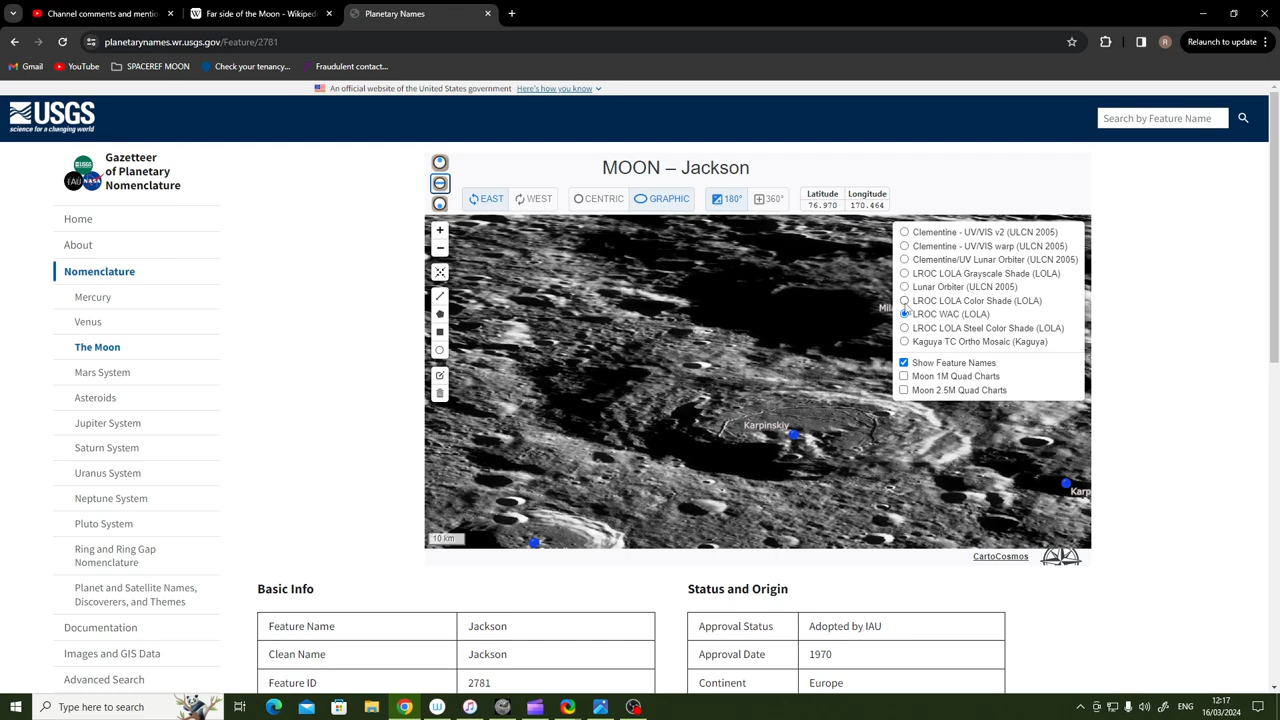 Channel comments and mention
Far side of the Moon - Wikiped
Planetary Names
planetarynames.wr.usgs.gov/Feature/2781
R
Relaunch to update
Gmail
YouTube
SPACEREF MOON
Check your tenancy...
Fraudulent contact...
An official website of the United States government Here's how you know
USGS
science for a changing world
Search by Feature Name
USGS
IAU
NASA
Gazetteer
of Planetary
Nomenclature
Home
About
Nomenclature
Mercury
Venus
The Moon
Mars System
Asteroids
Jupiter System
Saturn System
Uranus System
Neptune System
Pluto System
Ring and Ring Gap
Nomenclature
Planet and Satellite Names,
Discoverers, and Themes
Documentation
Images and GIS Data
Advanced Search
MOON – Jackson
EAST WEST CENTRIC GRAPHIC 180° 360°
Latitude Longitude
76.970 170.464
+
−
Clementine - UV/VIS v2 (ULCN 2005)
Clementine - UV/VIS warp (ULCN 2005)
Clementine/UV Lunar Orbiter (ULCN 2005)
LROC LOLA Grayscale Shade (LOLA)
Lunar Orbiter (ULCN 2005)
LROC LOLA Color Shade (LOLA)
LROC WAC (LOLA)
LROC LOLA Steel Color Shade (LOLA)
Kaguya TC Ortho Mosaic (Kaguya)
Show Feature Names
Moon 1M Quad Charts
Moon 2.5M Quad Charts
Mila
Karpinskiy
Karp
10 km
CartoCosmos
Basic Info
Feature Name Jackson
Clean Name Jackson
Feature ID 2781
Status and Origin
Approval Status Adopted by IAU
Approval Date 1970
Continent Europe
Type here to search
ENG
12:17
16/03/2024